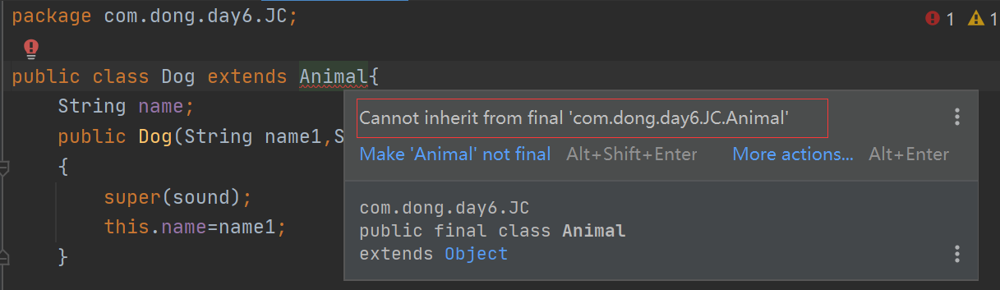 package com.dong.day6.JC;
1 1
public class Dog extends Animal{
String name;
Cannot inherit from final 'com.dong.day6.JC.Animal'
public Dog(String name1,S
Make 'Animal' not final Alt+Shift+Enter More actions... Alt+Enter
{
super(sound);
com.dong.day6.JC
this.name=name1;
public final class Animal
extends Object
}